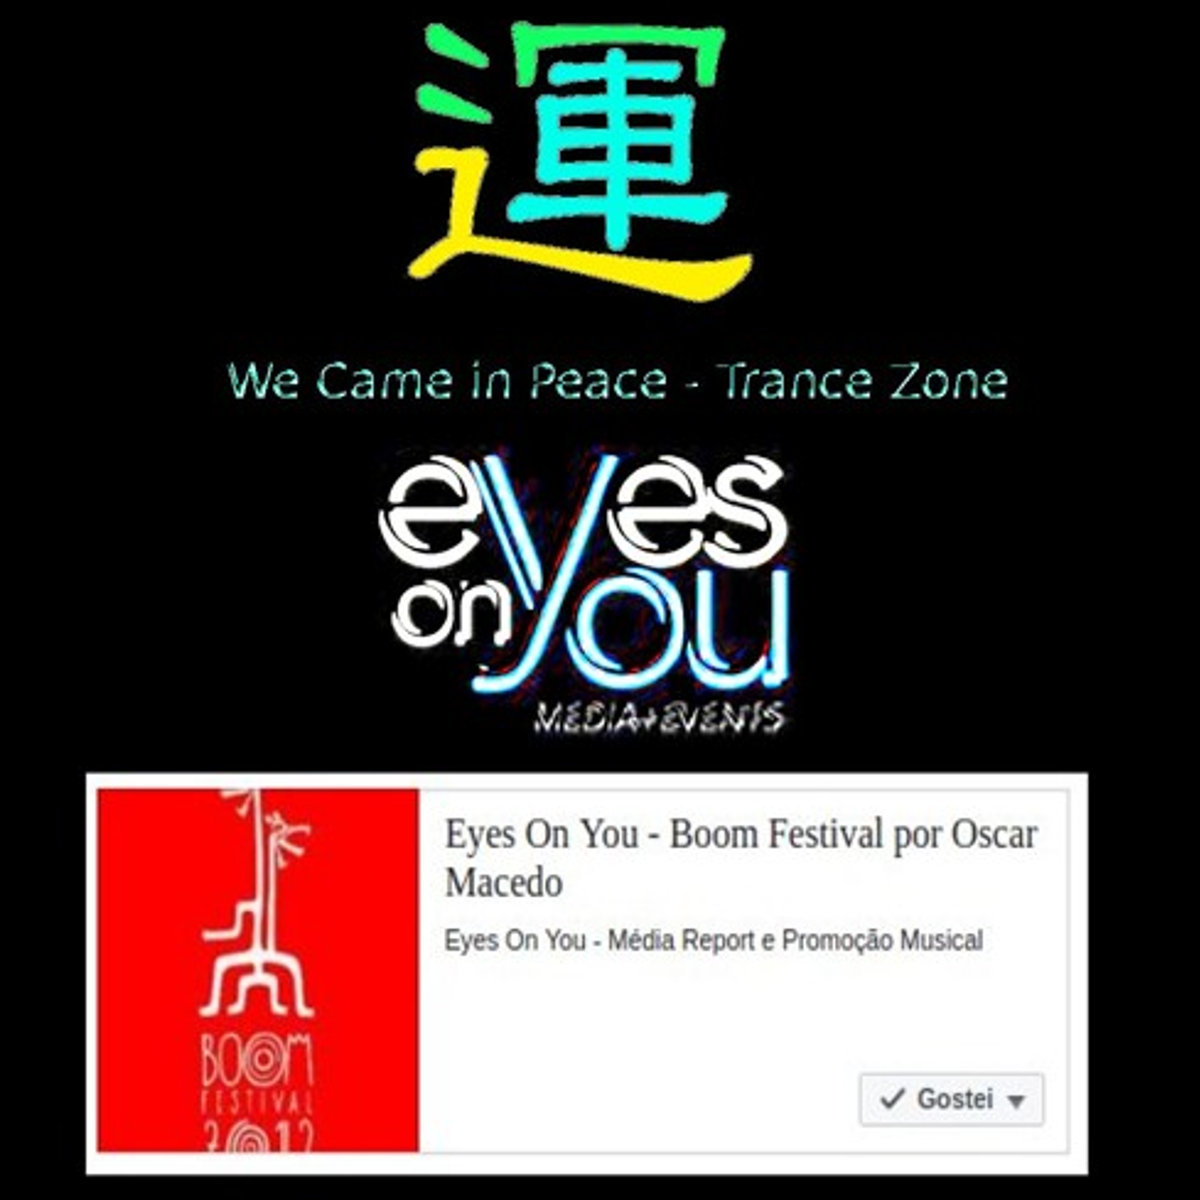 運
We Came in Peace - Trance Zone
eyes
on you
MEDIA+EVENTS
Eyes On You - Boom Festival por Oscar
Macedo
Eyes On You - Média Report e Promoção Musical
BOOM
FESTIVAL
2012
Gostei